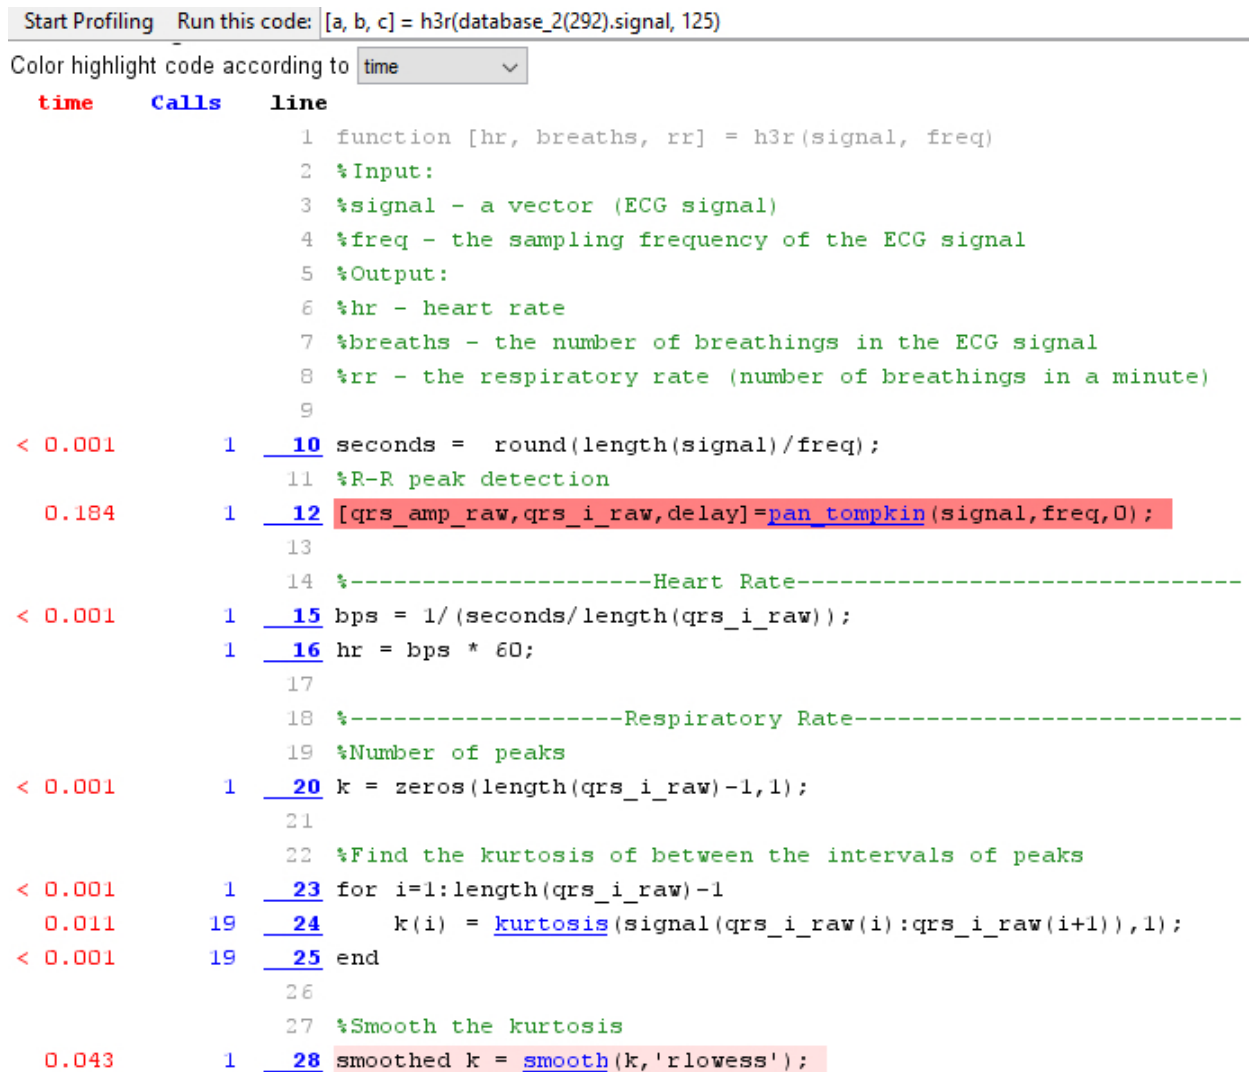 Start Profiling Run this code: [a, b, c] = h3r(database_2(292).signal, 125)
Color highlight code according to time
time Calls line
1 function [hr, breaths, rr] = h3r(signal, freq)
2 %Input:
3 %signal - a vector (ECG signal)
4 %freq - the sampling frequency of the ECG signal
5 %Output:
6 %hr - heart rate
7 %breaths - the number of breathings in the ECG signal
8 %rr - the respiratory rate (number of breathings in a minute)
9
< 0.001 1 10 seconds =  round(length(signal)/freq);
11 %R-R peak detection
0.184 1 12 [qrs_amp_raw,qrs_i_raw,delay]=pan_tompkin(signal,freq,0);
13
14 %---------------------Heart Rate-------------------------------
< 0.001 1 15 bps = 1/(seconds/length(qrs_i_raw));
1 16 hr = bps * 60;
17
18 %-------------------Respiratory Rate---------------------------
19 %Number of peaks
< 0.001 1 20 k = zeros(length(qrs_i_raw)-1,1);
21
22 %Find the kurtosis of between the intervals of peaks
< 0.001 1 23 for i=1:length(qrs_i_raw)-1
0.011 19 24 k(i) = kurtosis(signal(qrs_i_raw(i):qrs_i_raw(i+1)),1);
< 0.001 19 25 end
26
27 %Smooth the kurtosis
0.043 1 28 smoothed k = smooth(k,'rlowess');